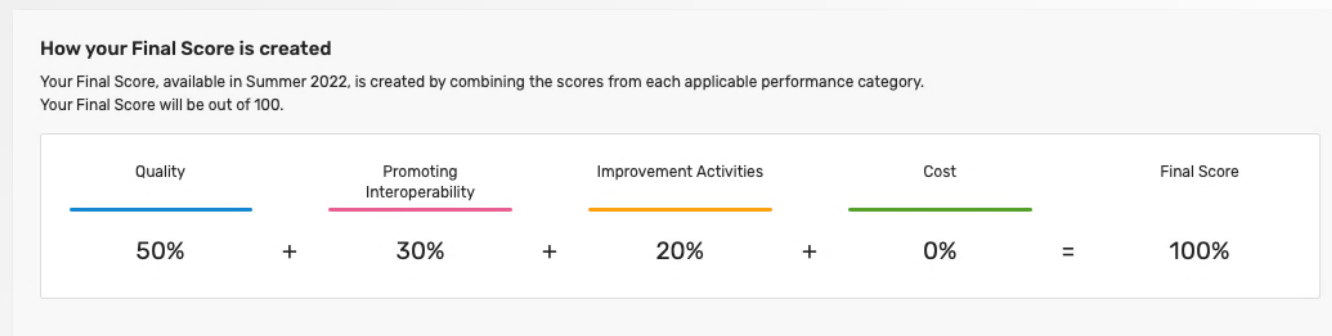 How your Final Score is created
Your Final Score, available in Summer 2022, is created by combining the scores from each applicable performance category.
Your Final Score will be out of 100.
Quality
Promoting
Interoperability
Improvement Activities
Cost
Final Score
50% + 30% + 20% + 0% = 100%